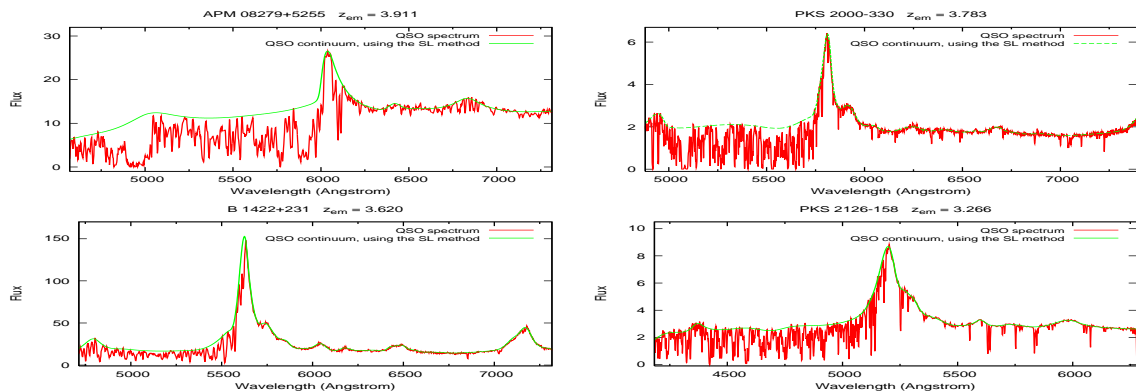 APM 08279+5255 z_em = 3.911
QSO spectrum
QSO continuum, using the SL method
Flux
30
20
10
0
5000 5500 6000 6500 7000
Wavelength (Angstrom)
PKS 2000-330 z_em = 3.783
QSO spectrum
QSO continuum, using the SL method
Flux
6
4
2
0
5000 5500 6000 6500 7000
Wavelength (Angstrom)
B 1422+231 z_em = 3.620
QSO spectrum
QSO continuum, using the SL method
Flux
150
100
50
0
5000 5500 6000 6500 7000
Wavelength (Angstrom)
PKS 2126-158 z_em = 3.266
QSO spectrum
QSO continuum, using the SL method
Flux
10
8
6
4
2
0
4500 5000 5500 6000
Wavelength (Angstrom)